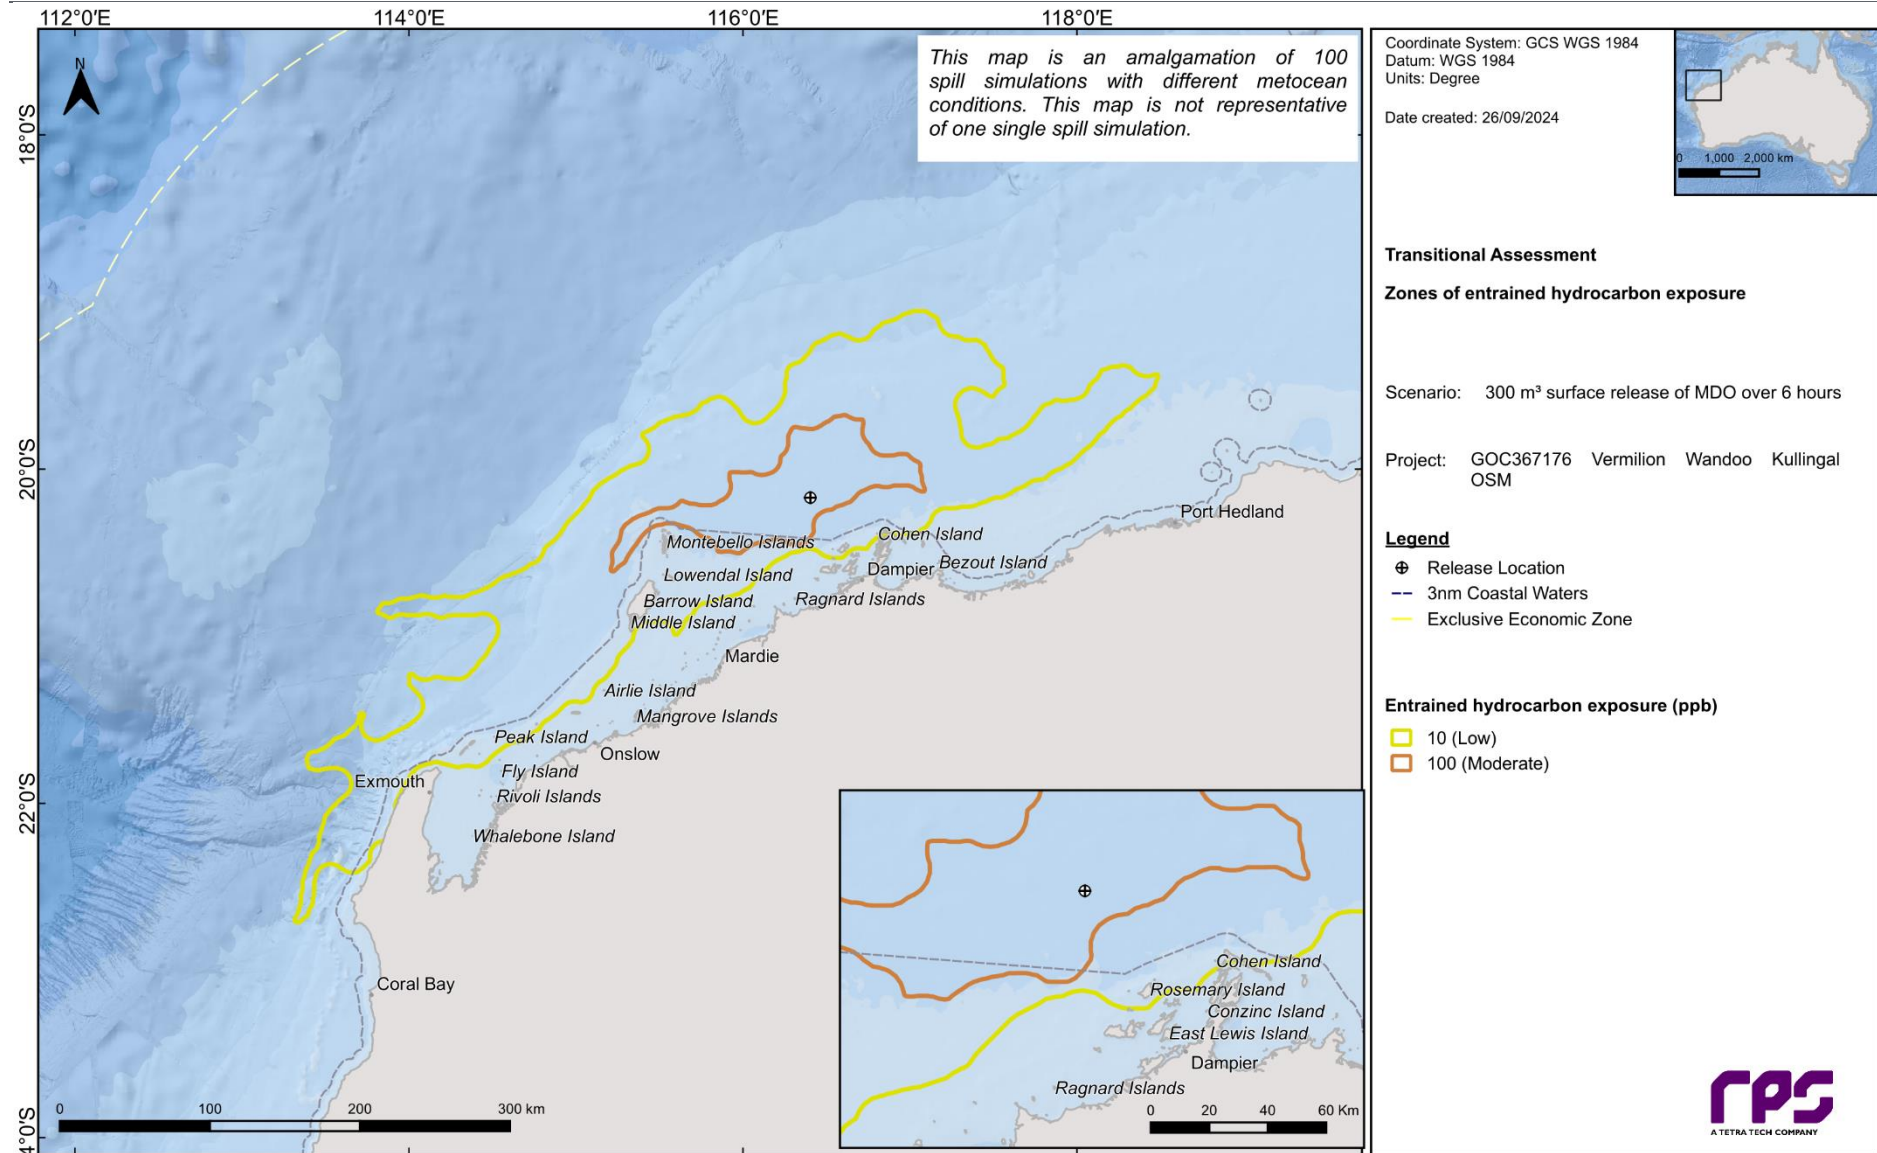 112°0'E 114°0'E 116°0'E 118°0'E
N
18°0'S
20°0'S
22°0'S
4°0'S
This map is an amalgamation of 100
spill simulations with different metocean
conditions. This map is not representative
of one single spill simulation.
Montebello Islands
Cohen Island
Port Hedland
Lowendal Island
Dampier
Bezout Island
Barrow Island
Ragnard Islands
Middle Island
Mardie
Airlie Island
Mangrove Islands
Peak Island
Onslow
Exmouth
Fly Island
Rivoli Islands
Whalebone Island
Coral Bay
0 100 200 300 km
Cohen Island
Rosemary Island
Conzinc Island
East Lewis Island
Dampier
Ragnard Islands
0 20 40 60 Km
Coordinate System: GCS WGS 1984
Datum: WGS 1984
Units: Degree
Date created: 26/09/2024
0 1,000 2,000 km
Transitional Assessment
Zones of entrained hydrocarbon exposure
Scenario: 300 m³ surface release of MDO over 6 hours
Project: GOC367176 Vermilion Wandoo Kullingal
OSM
Legend
Release Location
3nm Coastal Waters
Exclusive Economic Zone
Entrained hydrocarbon exposure (ppb)
10 (Low)
100 (Moderate)
rps
A TETRA TECH COMPANY